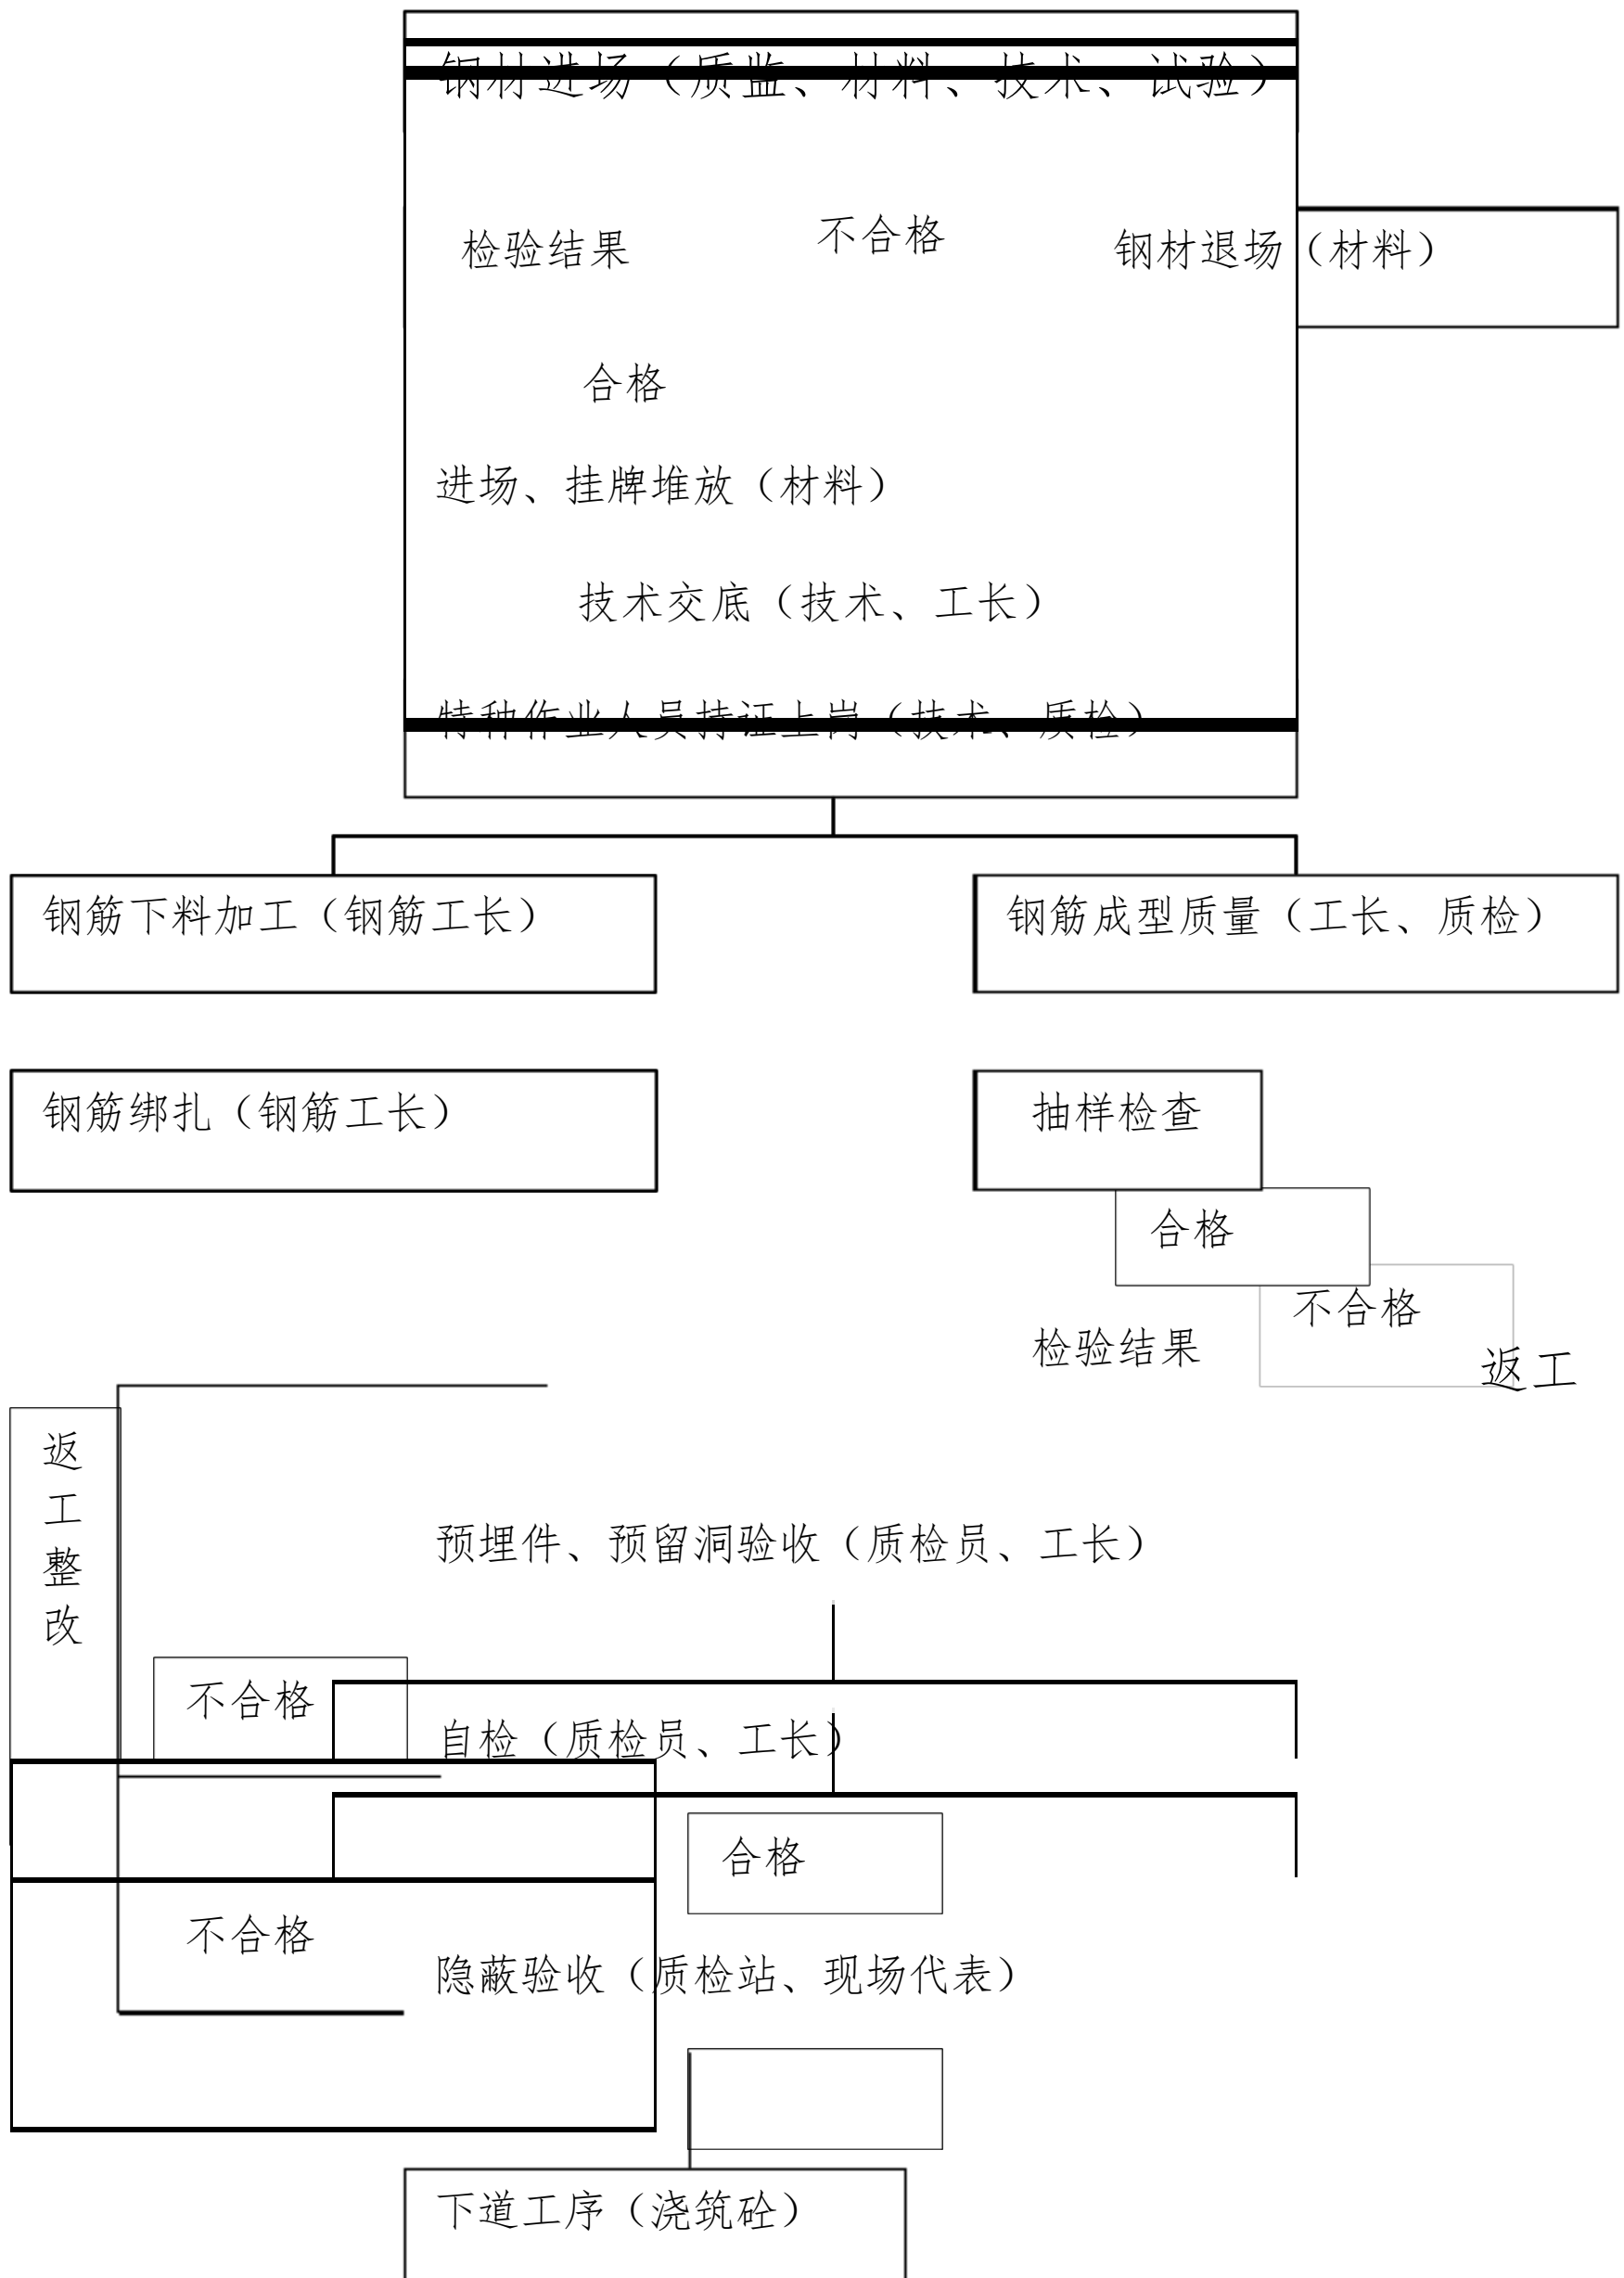 钢材进场（质监、材料、技术、试验）
检验结果
不合格
钢材退场（材料）
合格
进场、挂牌堆放（材料）
技术交底（技术、工长）
特种作业人员持证上岗（技术、质检）
钢筋下料加工（钢筋工长）
钢筋成型质量（工长、质检）
钢筋绑扎（钢筋工长）
抽样检查
合格
不合格
检验结果
返工
返
工
整
改
预埋件、预留洞验收（质检员、工长）
不合格
自检（质检员、工长）
合格
不合格
隐蔽验收（质检站、现场代表）
下道工序（浇筑砼）